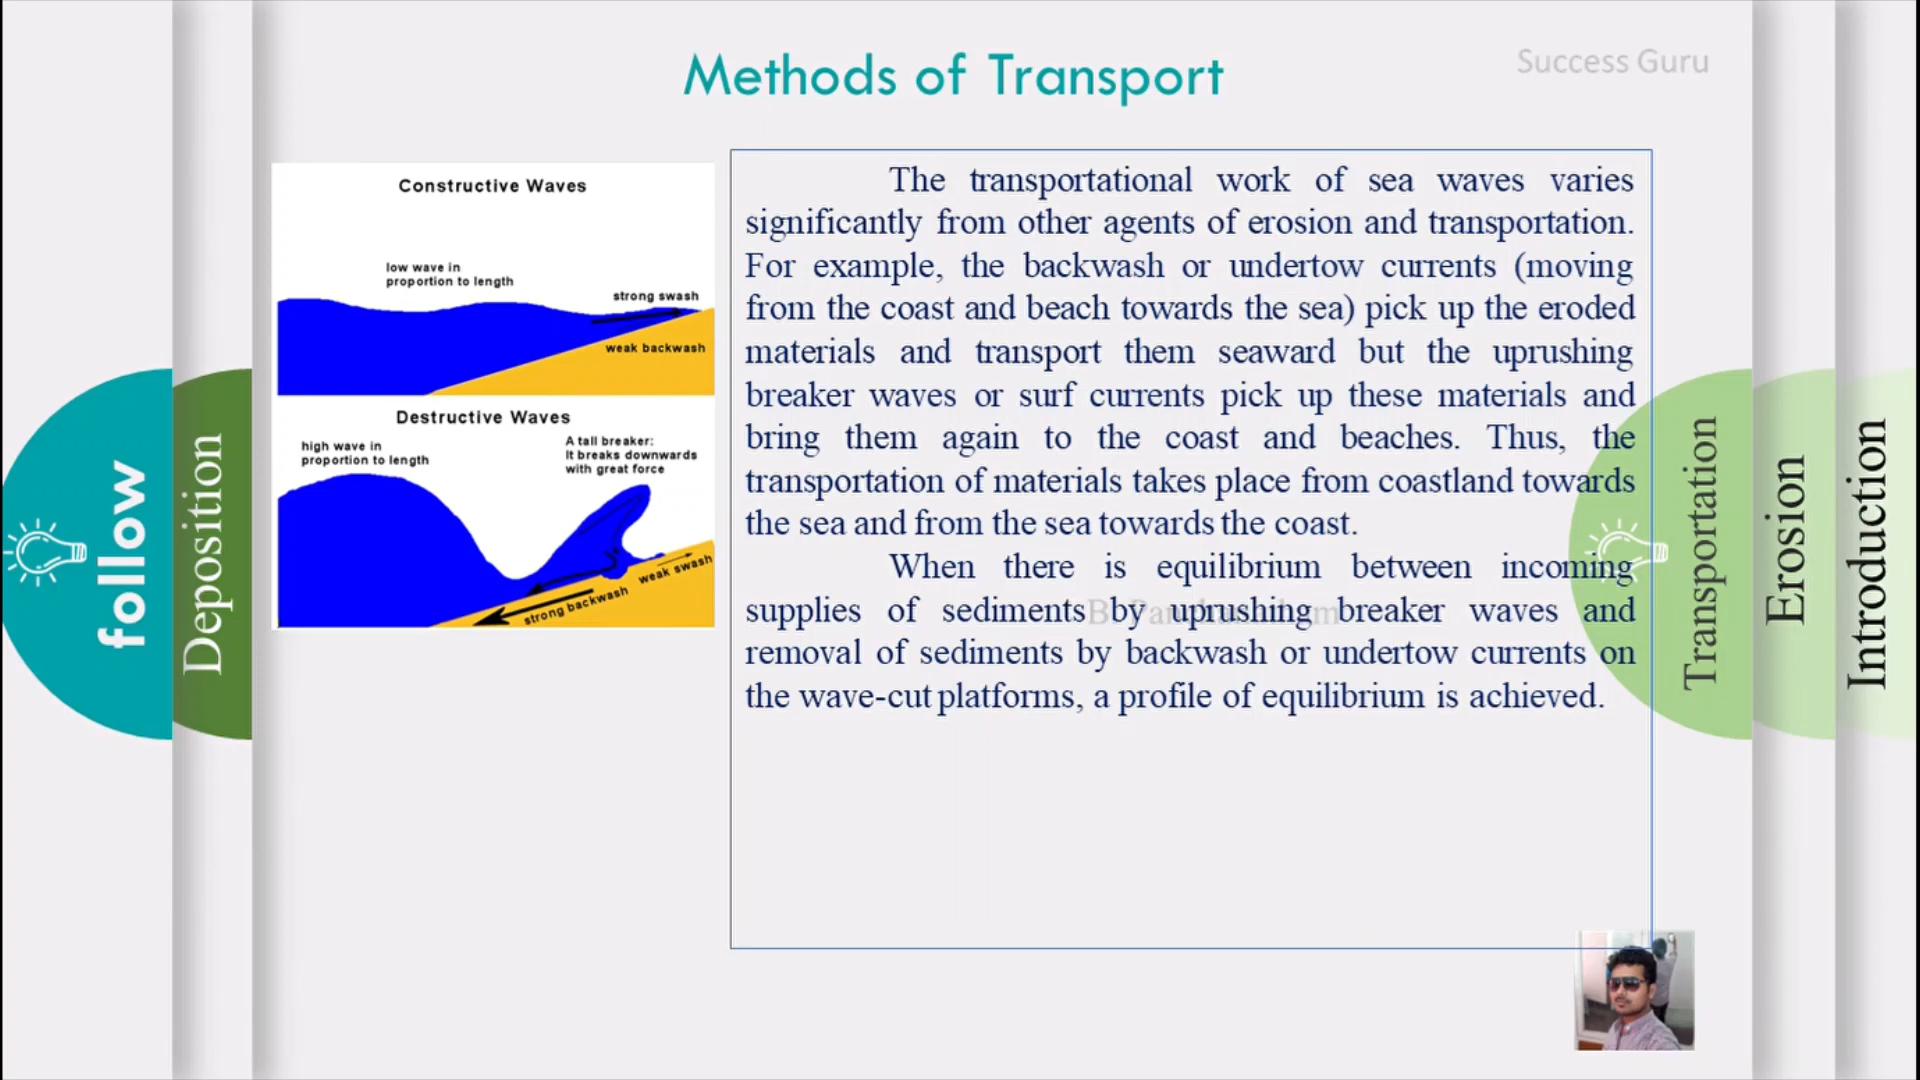 Methods of Transport
Success Guru
Constructive Waves
low wave in
proportion to length
strong swash
weak backwash
Destructive Waves
high wave in
proportion to length
A tall breaker:
It breaks downwards
with great force
weak swash
strong backwash
The transportational work of sea waves varies
significantly from other agents of erosion and transportation.
For example, the backwash or undertow currents (moving
from the coast and beach towards the sea) pick up the eroded
materials and transport them seaward but the uprushing
breaker waves or surf currents pick up these materials and
bring them again to the coast and beaches. Thus, the
transportation of materials takes place from coastland towards
the sea and from the sea towards the coast.
When there is equilibrium between incoming
supplies of sediments by uprushing breaker waves and
removal of sediments by backwash or undertow currents on
the wave-cut platforms, a profile of equilibrium is achieved.
follow
Deposition
Transportation
Erosion
Introduction